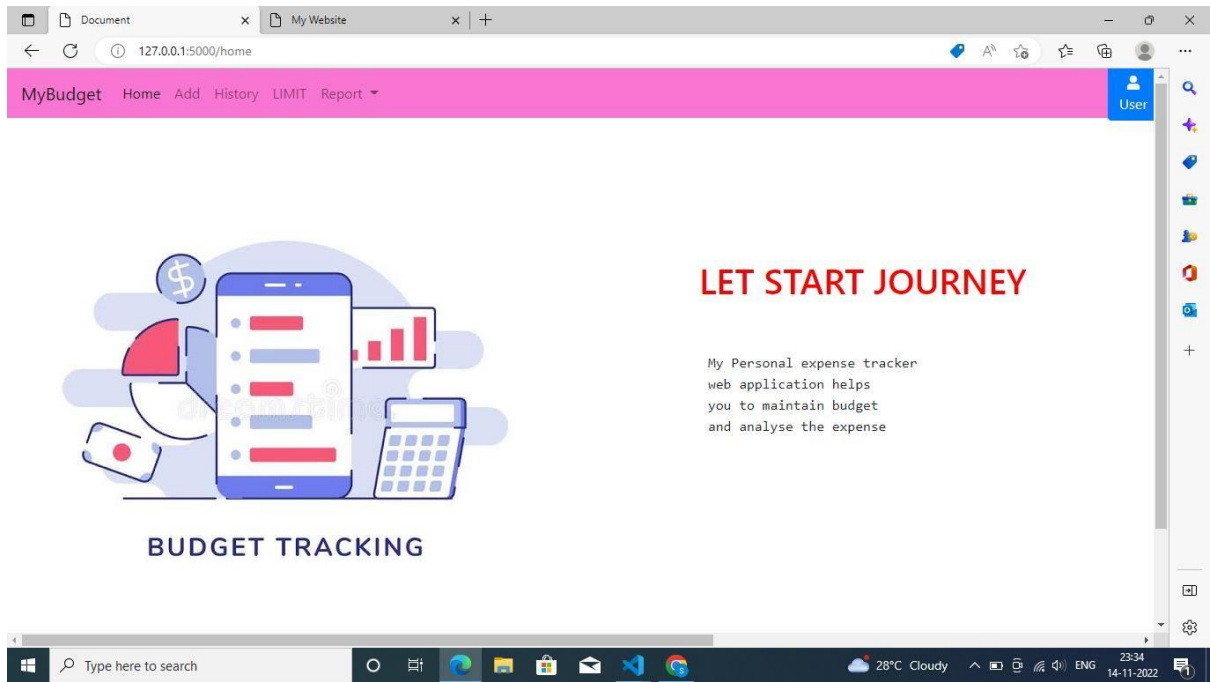 Document
My Website
127.0.0.1:5000/home
MyBudget Home Add History LIMIT Report
User
$
LET START JOURNEY
My Personal expense tracker
web application helps
you to maintain budget
and analyse the expense
dreamstime
BUDGET TRACKING
Type here to search
28°C Cloudy
ENG
23:34
14-11-2022
1